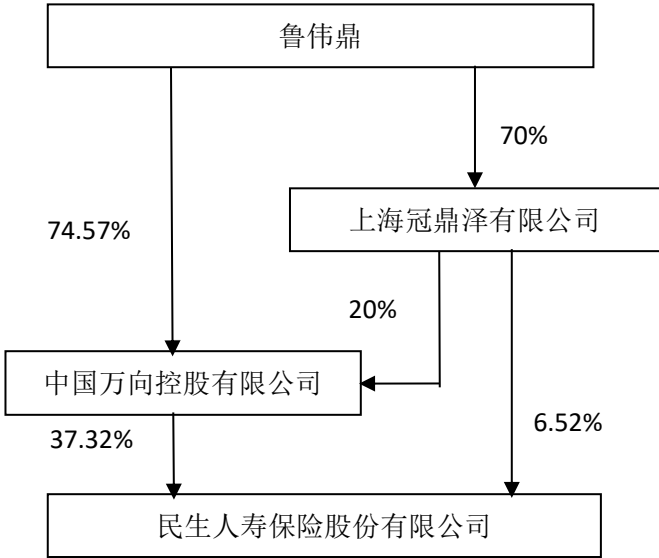 鲁伟鼎
70%
上海冠鼎泽有限公司
74.57%
20%
中国万向控股有限公司
37.32%
6.52%
民生人寿保险股份有限公司